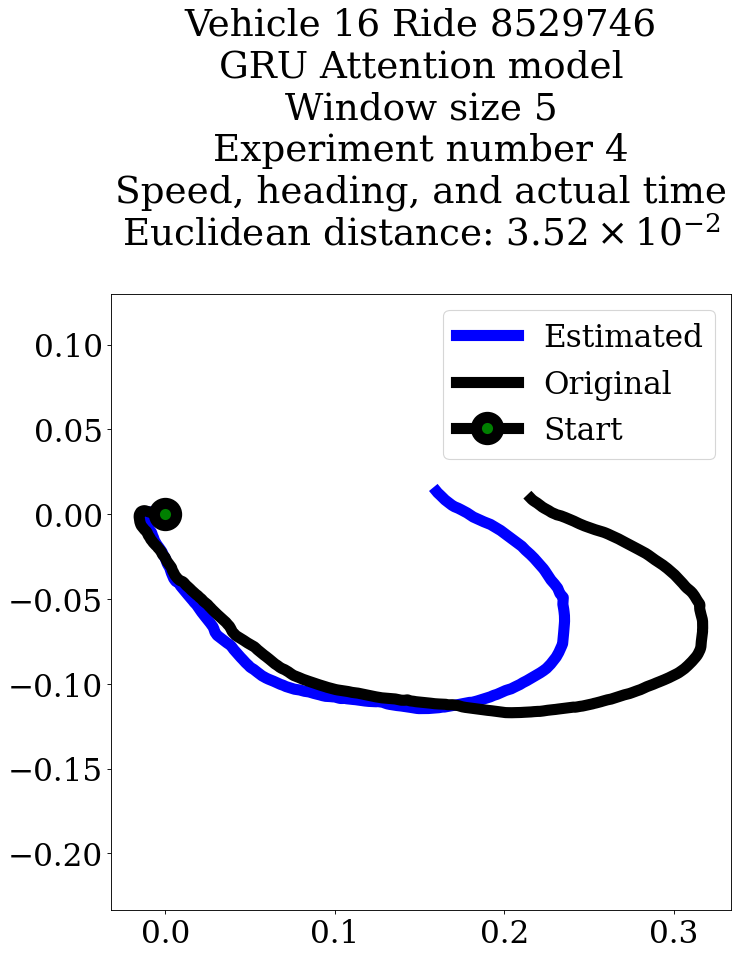 Vehicle 16 Ride 8529746
GRU Attention model
Window size 5
Experiment number 4
Speed, heading, and actual time
Euclidean distance: 3.52 × 10⁻²
Estimated
Original
Start
0.10
0.05
0.00
−0.05
−0.10
−0.15
−0.20
0.0 0.1 0.2 0.3